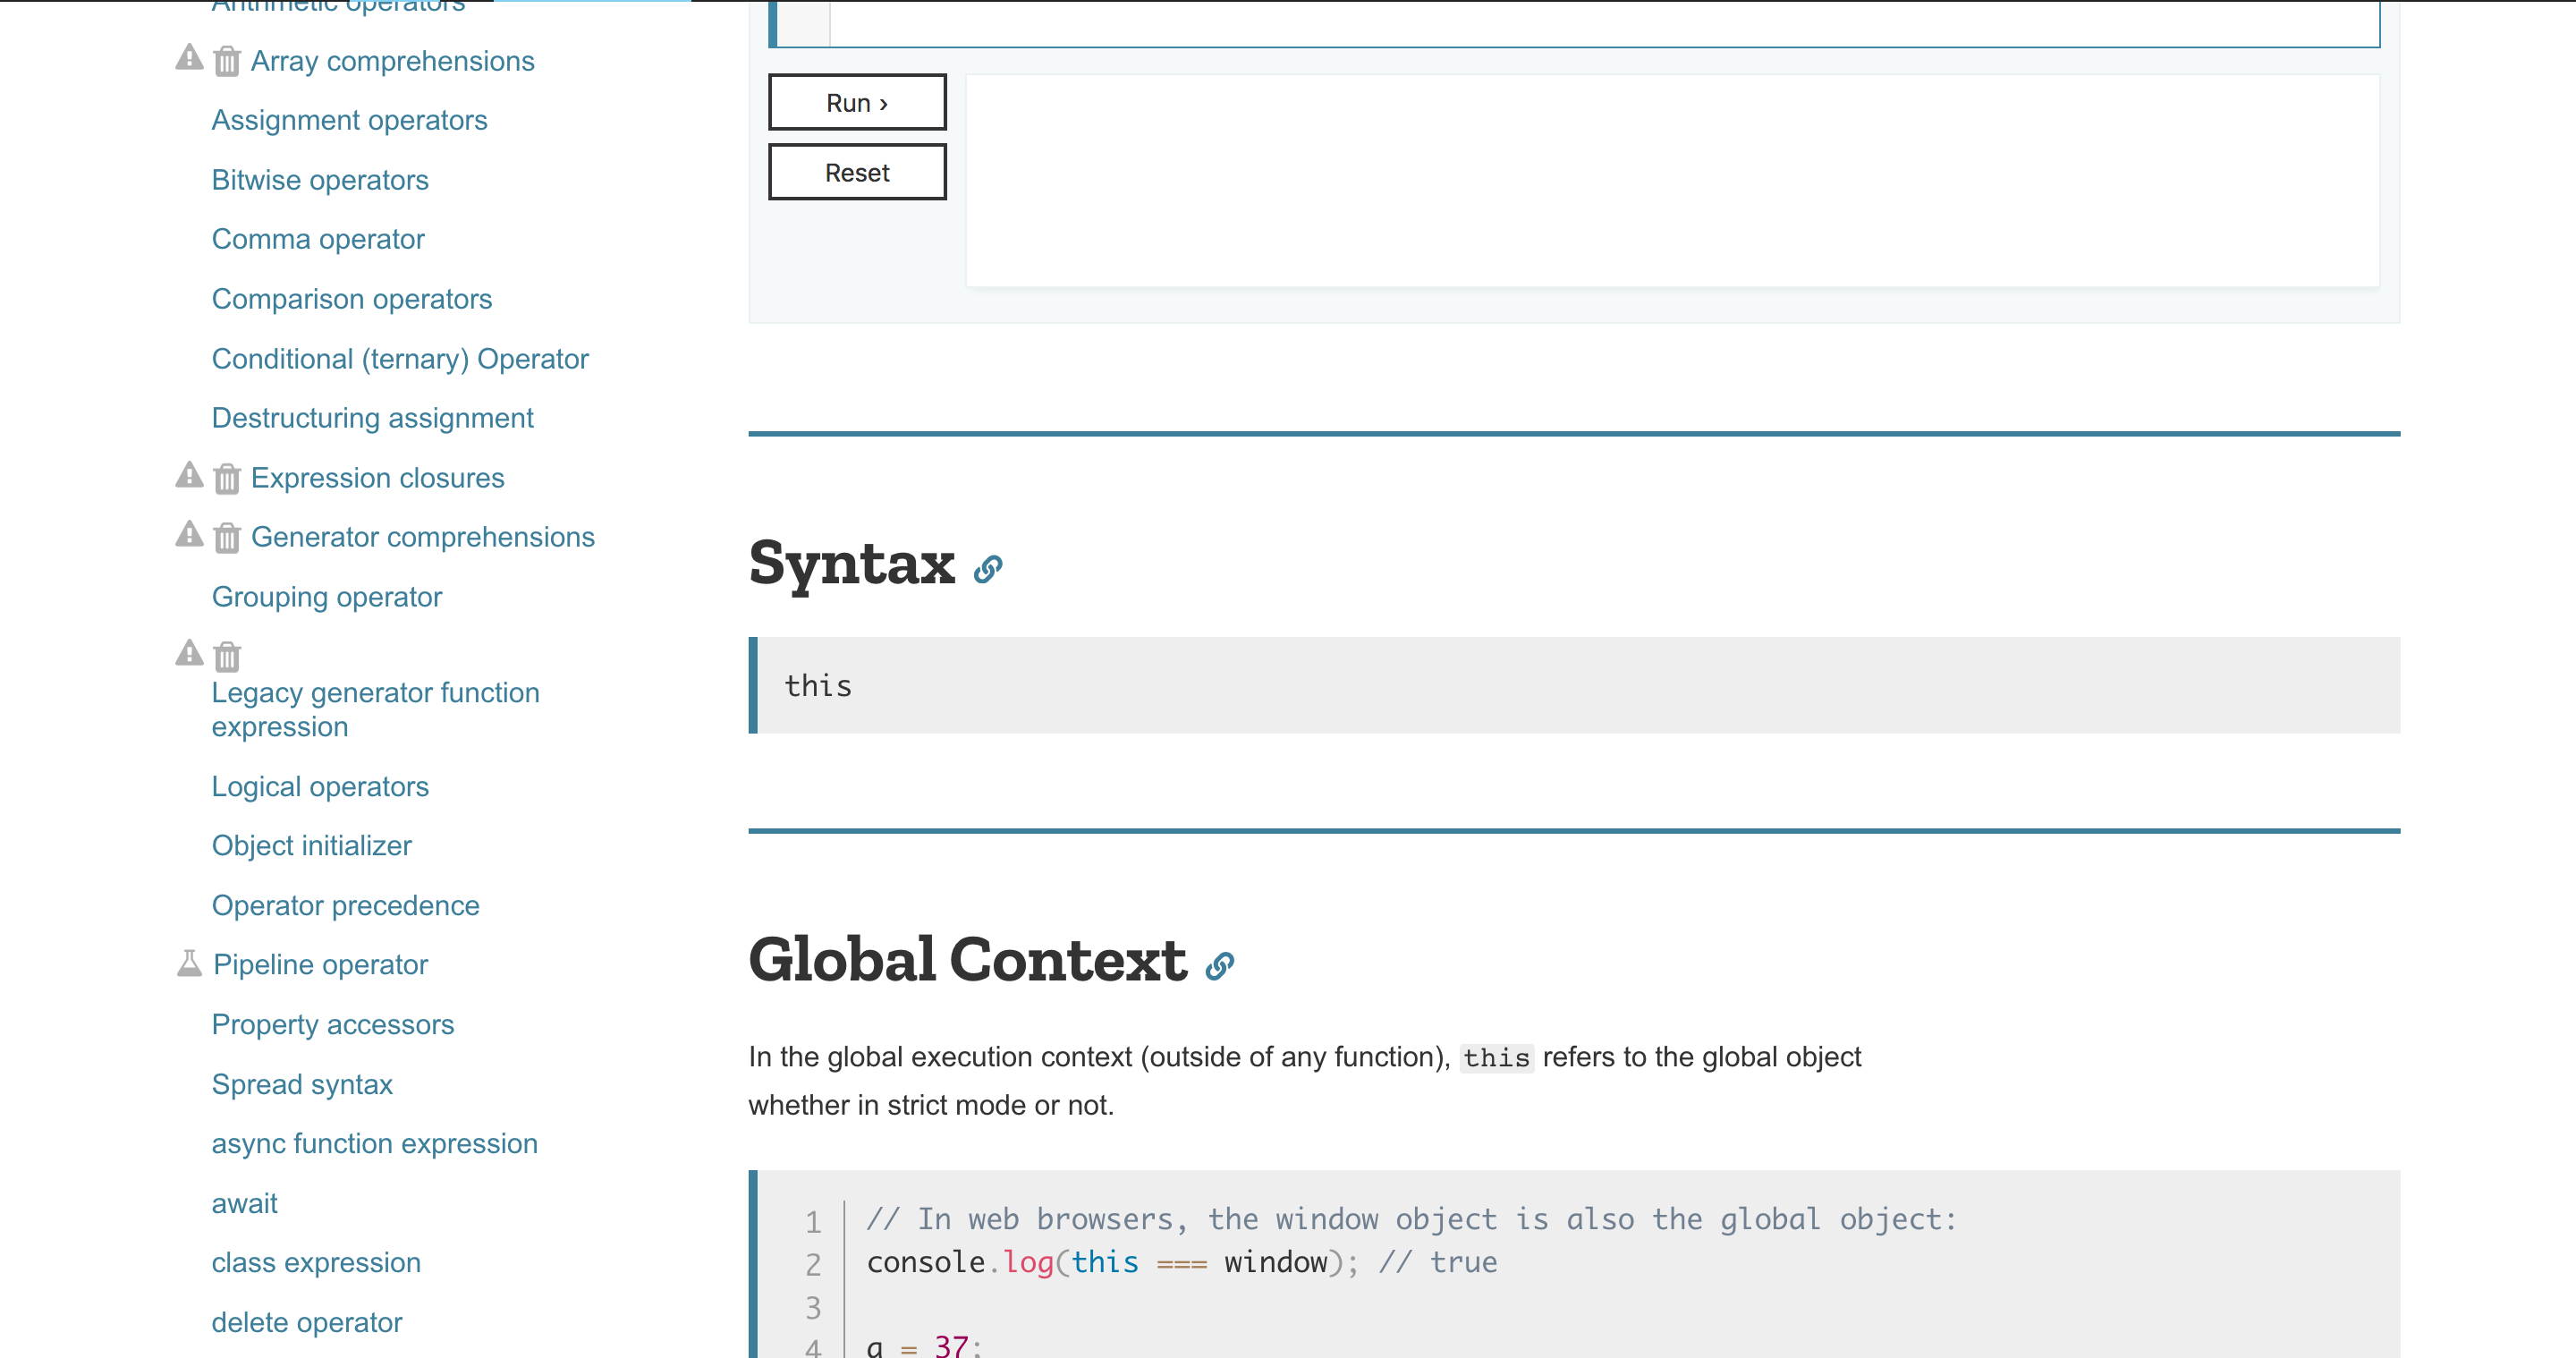 Arithmetic operators
Array comprehensions
Assignment operators
Bitwise operators
Comma operator
Comparison operators
Conditional (ternary) Operator
Destructuring assignment
Expression closures
Generator comprehensions
Grouping operator
Legacy generator function
expression
Logical operators
Object initializer
Operator precedence
Pipeline operator
Property accessors
Spread syntax
async function expression
await
class expression
delete operator
Run ›
Reset
Syntax
this
Global Context
In the global execution context (outside of any function), this refers to the global object
whether in strict mode or not.
1 // In web browsers, the window object is also the global object:
2 console.log(this === window); // true
3
4 a = 37;